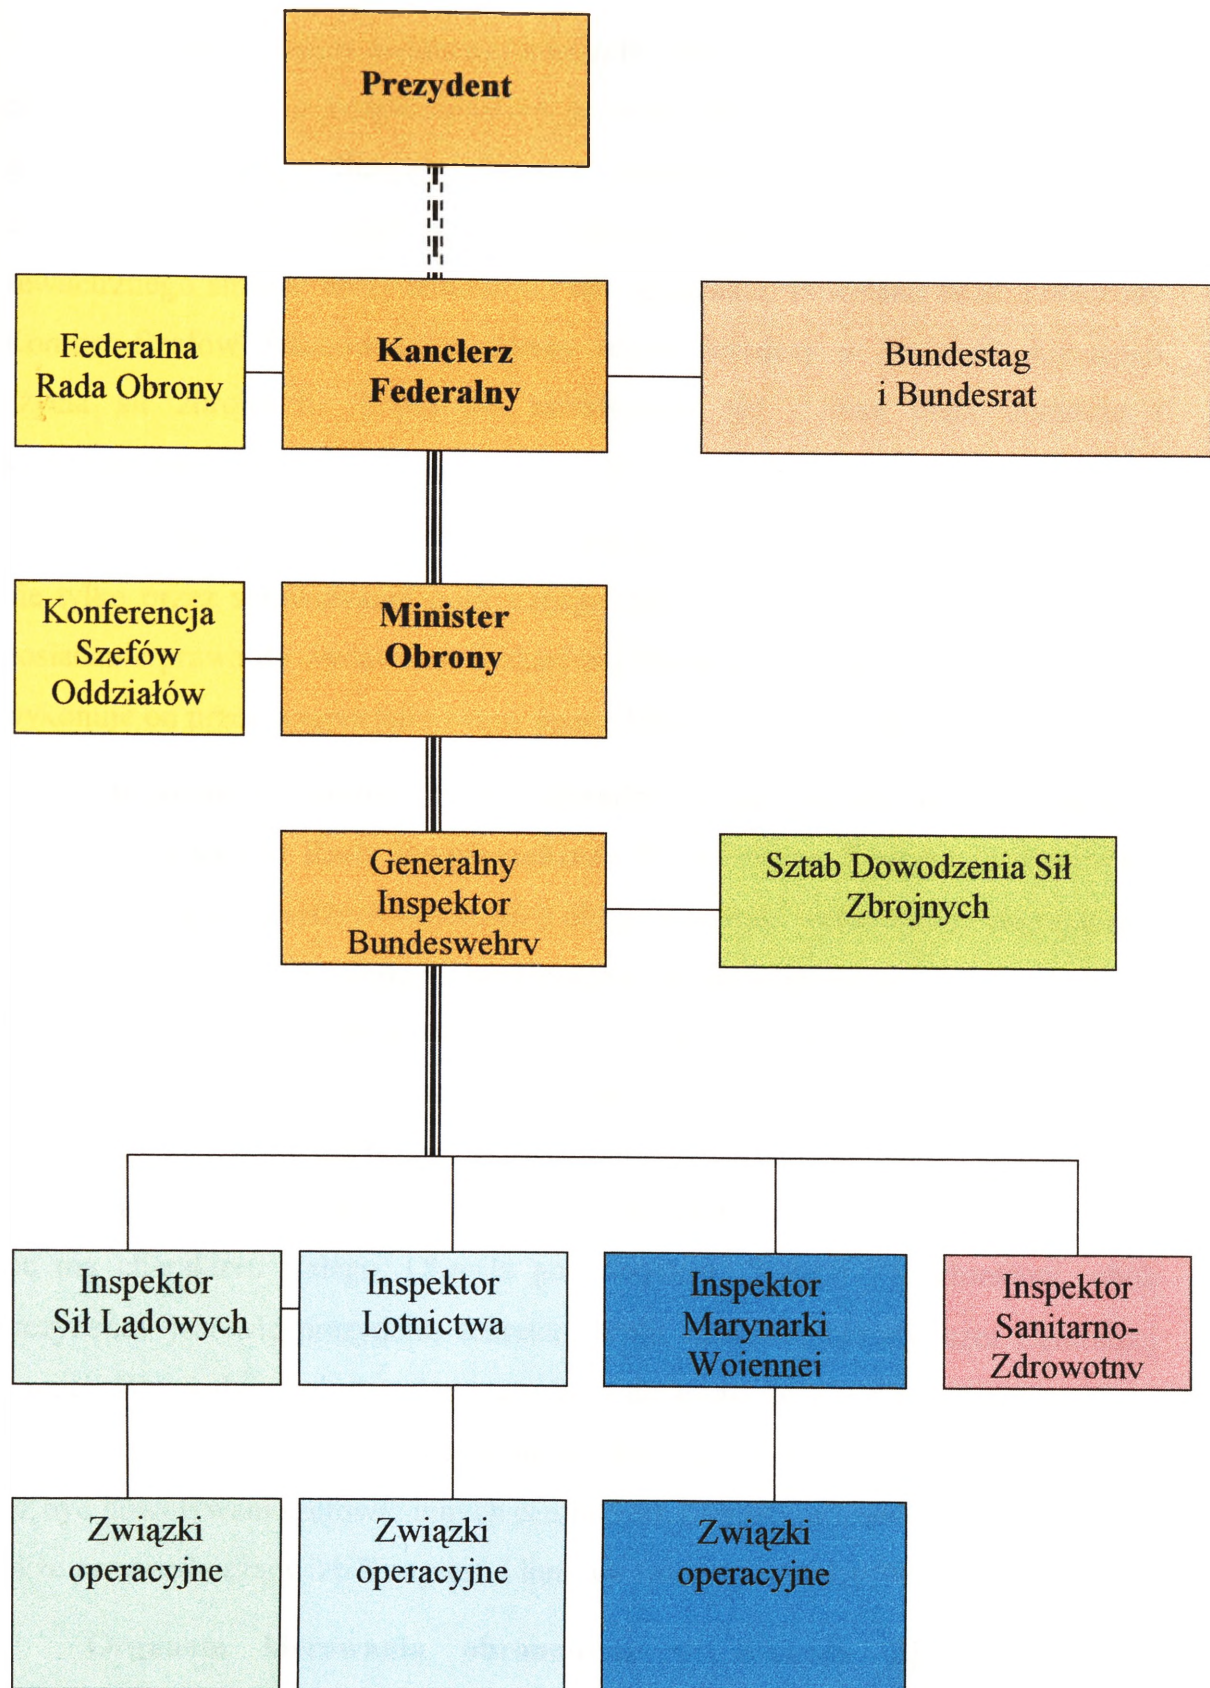 Prezydent
Federalna
Rada Obrony
Kanclerz
Federalny
Bundestag
i Bundesrat
Konferencja
Szefów
Oddziałów
Minister
Obrony
Generalny
Inspektor
Bundeswehry
Sztab Dowodzenia Sił
Zbrojnych
Inspektor
Sił Lądowych
Inspektor
Lotnictwa
Inspektor
Marynarki
Wojennej
Inspektor
Sanitarno-
Zdrowotny
Związki
operacyjne
Związki
operacyjne
Związki
operacyjne